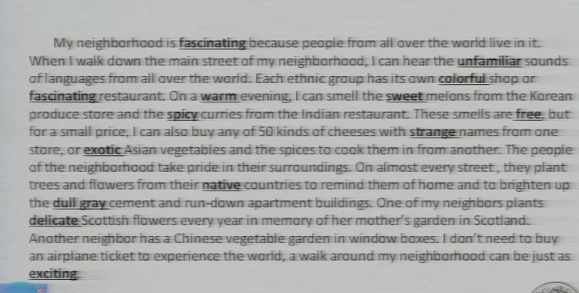 My neighborhood is fascinating because people from all over the world live in it.
When I walk down the main street of my neighborhood, I can hear the unfamiliar sounds
of languages from all over the world. Each ethnic group has its own colorful shop or
fascinating restaurant. On a warm evening, I can smell the sweet melons from the Korean
produce store and the spicy curries from the Indian restaurant. These smells are free, but
for a small price, I can also buy any of 50 kinds of cheeses with strange names from one
store, or exotic Asian vegetables and the spices to cook them in from another. The people
of the neighborhood take pride in their surroundings. On almost every street, they plant
trees and flowers from their native countries to remind them of home and to brighten up
the dull gray cement and run-down apartment buildings. One of my neighbors plants
delicate Scottish flowers every year in memory of her mother's garden in Scotland.
Another neighbor has a Chinese vegetable garden in window boxes. I don't need to buy
an airplane ticket to experience the world, a walk around my neighborhood can be just as
exciting.